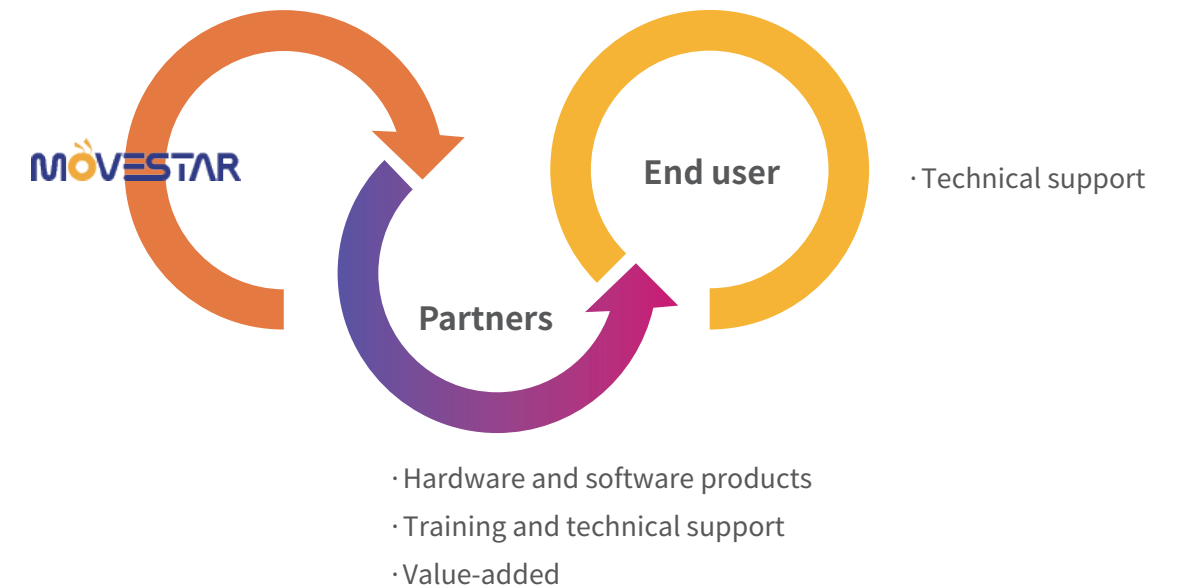 MOVESTAR
End user
· Technical support
Partners
· Hardware and software products
· Training and technical support
· Value-added